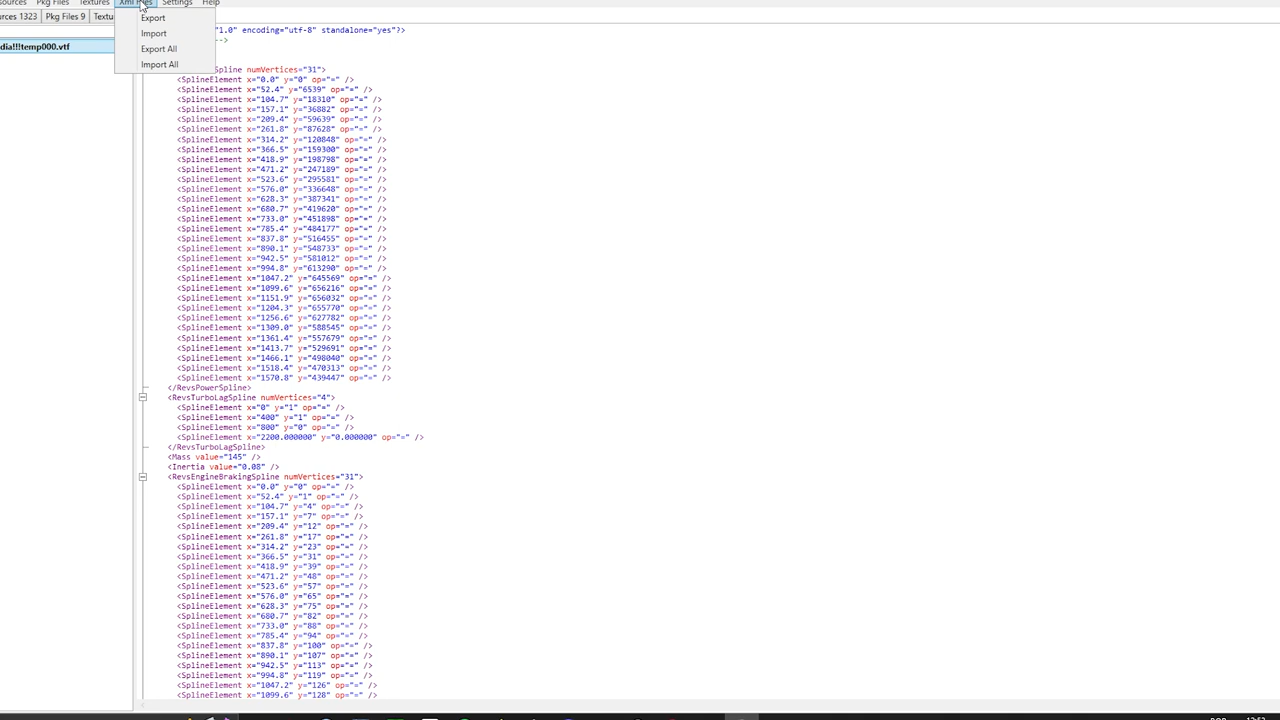 Pkg Files Textures Xml Files Settings Help
1323 Pkg Files 9
Export
Import
Export All
Import All
dia!!!temp000.vtf
"1.0" encoding="utf-8" standalone="yes"?>
-->
Spline numVertices="31">
<SplineElement x="0.0" y="0" op="=" />
<SplineElement x="52.4" y="6539" op="=" />
<SplineElement x="104.7" y="18310" op="=" />
<SplineElement x="157.1" y="36882" op="=" />
<SplineElement x="209.4" y="59639" op="=" />
<SplineElement x="261.8" y="87628" op="=" />
<SplineElement x="314.2" y="120848" op="=" />
<SplineElement x="366.5" y="159300" op="=" />
<SplineElement x="418.9" y="198798" op="=" />
<SplineElement x="471.2" y="247189" op="=" />
<SplineElement x="523.6" y="295581" op="=" />
<SplineElement x="576.0" y="336648" op="=" />
<SplineElement x="628.3" y="387341" op="=" />
<SplineElement x="680.7" y="419620" op="=" />
<SplineElement x="733.0" y="451898" op="=" />
<SplineElement x="785.4" y="484177" op="=" />
<SplineElement x="837.8" y="516455" op="=" />
<SplineElement x="890.1" y="548733" op="=" />
<SplineElement x="942.5" y="581012" op="=" />
<SplineElement x="994.8" y="613290" op="=" />
<SplineElement x="1047.2" y="645569" op="=" />
<SplineElement x="1099.6" y="656216" op="=" />
<SplineElement x="1151.9" y="656032" op="=" />
<SplineElement x="1204.3" y="655770" op="=" />
<SplineElement x="1256.6" y="627782" op="=" />
<SplineElement x="1309.0" y="588545" op="=" />
<SplineElement x="1361.4" y="557679" op="=" />
<SplineElement x="1413.7" y="529691" op="=" />
<SplineElement x="1466.1" y="498040" op="=" />
<SplineElement x="1518.4" y="470313" op="=" />
<SplineElement x="1570.8" y="439447" op="=" />
</RevsPowerSpline>
<RevsTurboLagSpline numVertices="4">
<SplineElement x="0" y="1" op="=" />
<SplineElement x="400" y="1" op="=" />
<SplineElement x="800" y="0" op="=" />
<SplineElement x="2200.000000" y="0.000000" op="=" />
</RevsTurboLagSpline>
<Mass value="145" />
<Inertia value="0.08" />
<RevsEngineBrakingSpline numVertices="31">
<SplineElement x="0.0" y="0" op="=" />
<SplineElement x="52.4" y="1" op="=" />
<SplineElement x="104.7" y="4" op="=" />
<SplineElement x="157.1" y="7" op="=" />
<SplineElement x="209.4" y="12" op="=" />
<SplineElement x="261.8" y="17" op="=" />
<SplineElement x="314.2" y="23" op="=" />
<SplineElement x="366.5" y="31" op="=" />
<SplineElement x="418.9" y="39" op="=" />
<SplineElement x="471.2" y="48" op="=" />
<SplineElement x="523.6" y="57" op="=" />
<SplineElement x="576.0" y="65" op="=" />
<SplineElement x="628.3" y="75" op="=" />
<SplineElement x="680.7" y="82" op="=" />
<SplineElement x="733.0" y="88" op="=" />
<SplineElement x="785.4" y="94" op="=" />
<SplineElement x="837.8" y="100" op="=" />
<SplineElement x="890.1" y="107" op="=" />
<SplineElement x="942.5" y="113" op="=" />
<SplineElement x="994.8" y="119" op="=" />
<SplineElement x="1047.2" y="126" op="=" />
<SplineElement x="1099.6" y="128" op="=" />